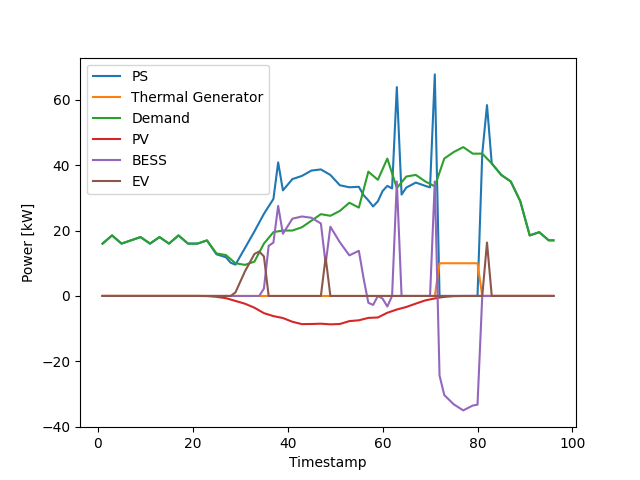 PS
Thermal Generator
Demand
PV
BESS
EV
Power [kW]
60
40
20
0
−20
−40
0 20 40 60 80 100
Timestamp